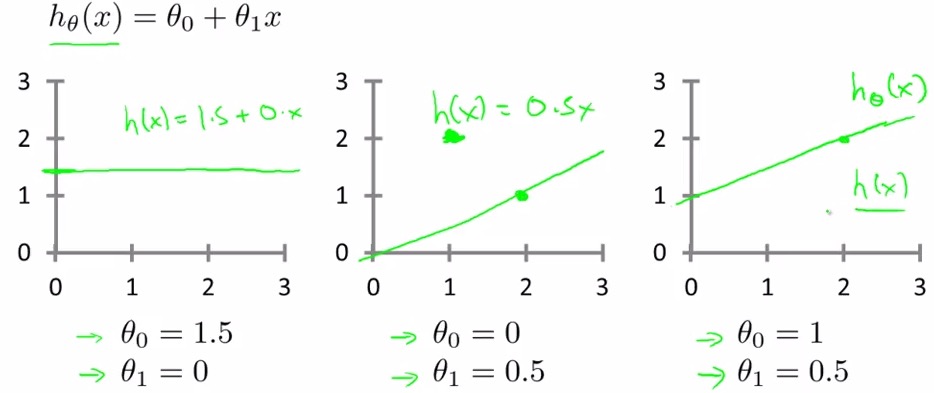 hθ(x) = θ0 + θ1x
3
2
1
0
0 1 2 3
h(x) = 1.5 + 0·x
θ0 = 1.5
θ1 = 0
3
2
1
0
0 1 2 3
h(x) = 0.5x
θ0 = 0
θ1 = 0.5
3
2
1
0
0 1 2 3
hθ(x)
h(x)
θ0 = 1
θ1 = 0.5